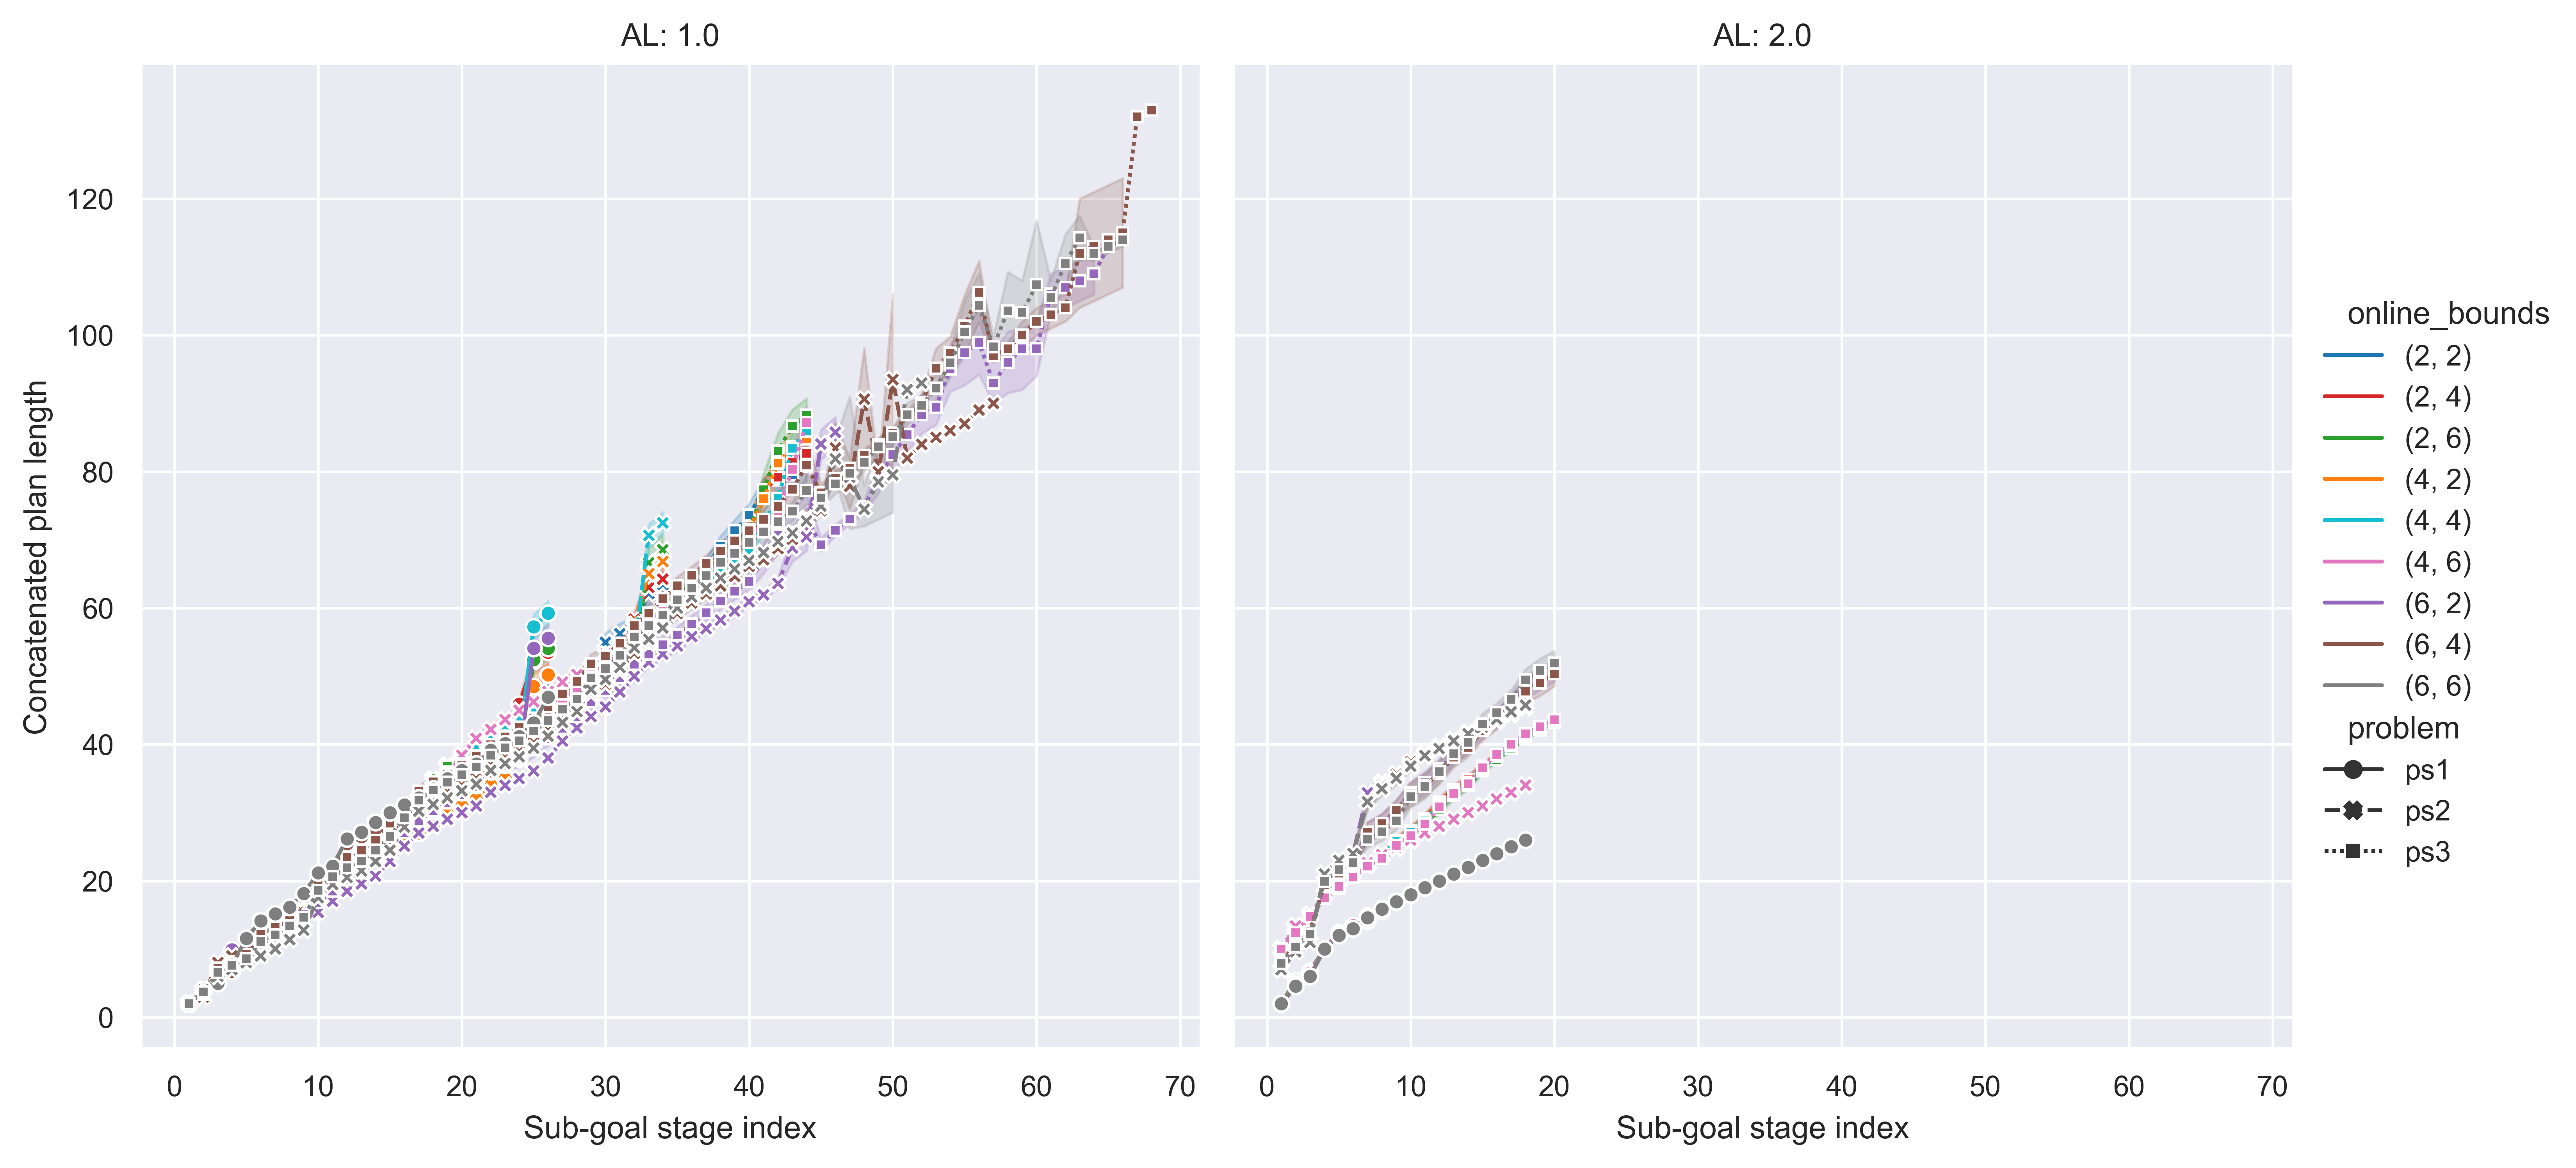 AL: 1.0
AL: 2.0
Concatenated plan length
120
100
80
60
40
20
0
0 10 20 30 40 50 60 70
0 10 20 30 40 50 60 70
Sub-goal stage index
Sub-goal stage index
online_bounds
(2, 2)
(2, 4)
(2, 6)
(4, 2)
(4, 4)
(4, 6)
(6, 2)
(6, 4)
(6, 6)
problem
ps1
ps2
ps3